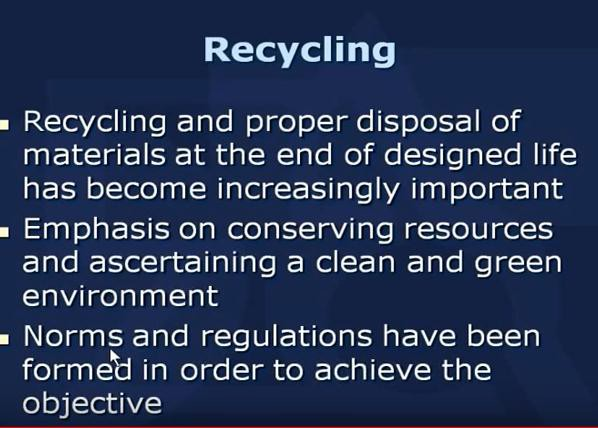 Recycling
Recycling and proper disposal of
materials at the end of designed life
has become increasingly important
Emphasis on conserving resources
and ascertaining a clean and green
environment
Norms and regulations have been
formed in order to achieve the
objective